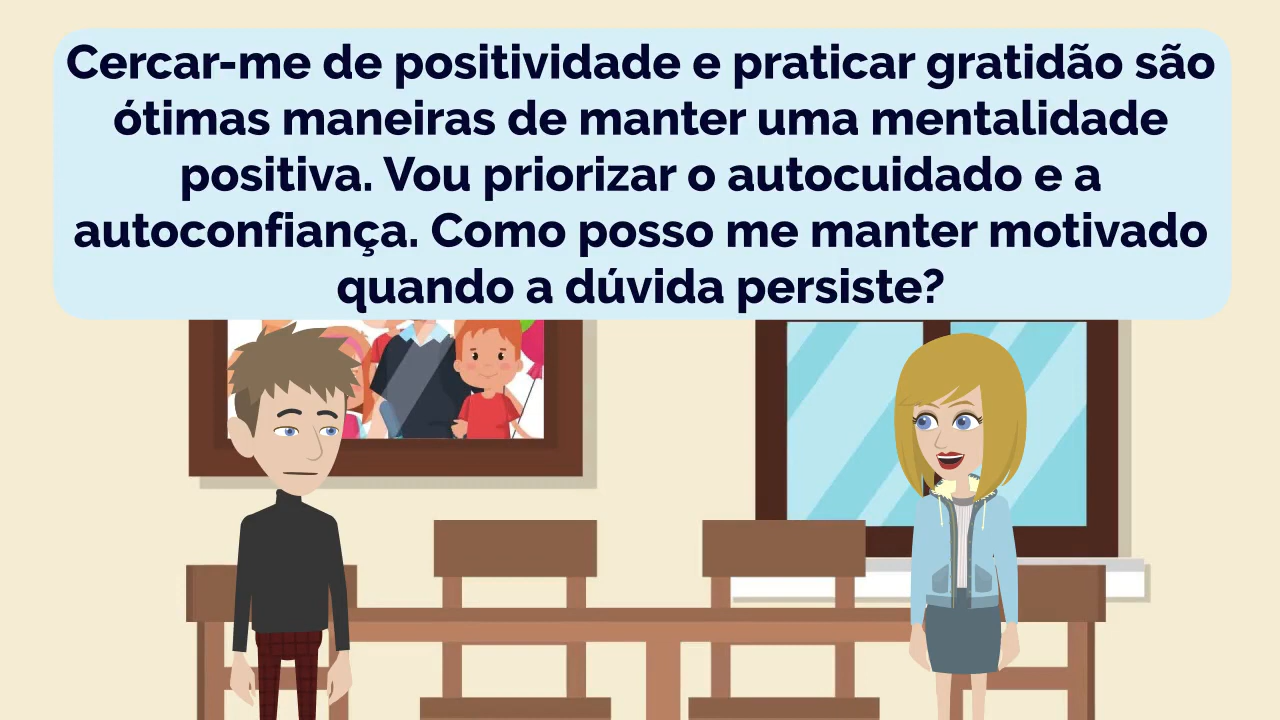 Cercar-me de positividade e praticar gratidão são
ótimas maneiras de manter uma mentalidade
positiva. Vou priorizar o autocuidado e a
autoconfiança. Como posso me manter motivado
quando a dúvida persiste?